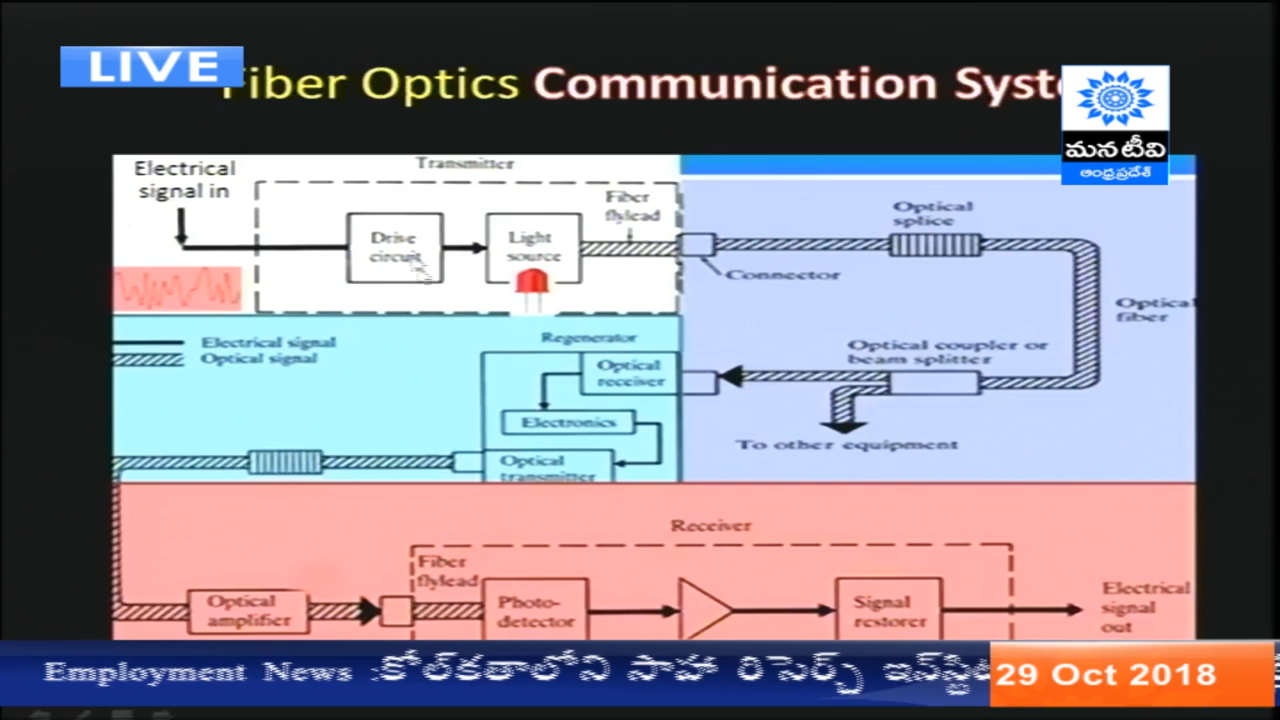 LIVE
Fiber Optics Communication Syste
మన టీవి
ఆంధ్రప్రదేశ్
Electrical
signal in
Transmitter
Drive
circuit
Light
source
Fiber
flylead
Connector
Optical
splice
Optical
fiber
Optical coupler or
beam splitter
To other equipment
Electrical signal
Optical signal
Regenerator
Optical
receiver
Electronics
Optical
transmitter
Receiver
Optical
amplifier
Fiber
flylead
Photo-
detector
Signal
restorer
Electrical
signal
out
Employment News :కోల్‌కతాలోని సాహా రిసెర్చ్
29 Oct 2018